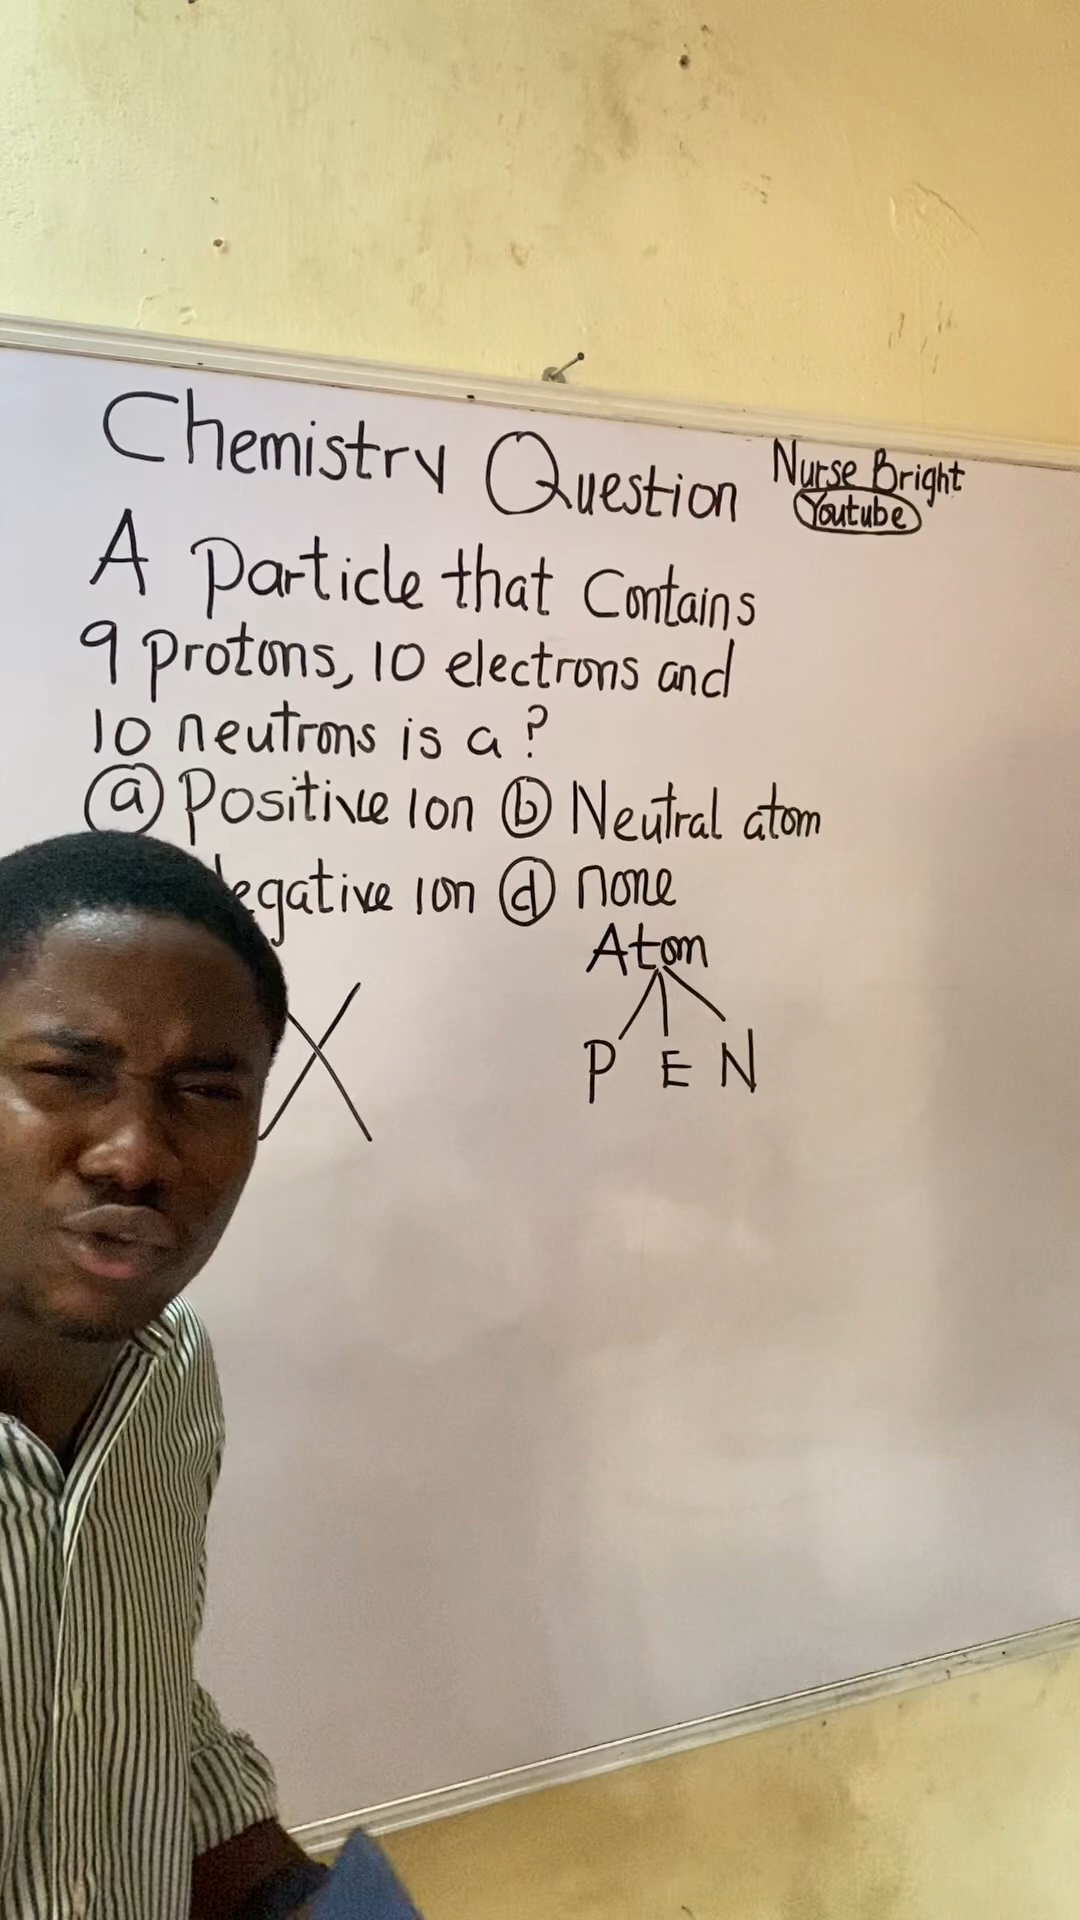 Chemistry Question
Nurse Bright
Youtube
A Particle that Contains
9 protons, 10 electrons and
10 neutrons is a ?
ⓐ Positive Ion ⓑ Neutral atom
Ion ⓓ none
Atom
P E N
X